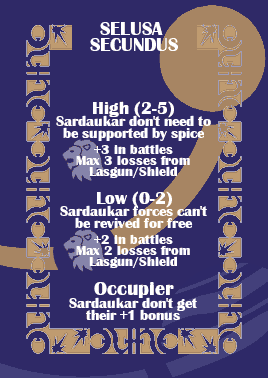 SELUSA
SECUNDUS
High (2-5)
Sardaukar don't need to
be supported by spice
+3 in battles
Max 3 losses from
Lasgun/Shield
Low (0-2)
Sardaukar forces can't
be revived for free
+2 in battles
Max 2 losses from
Lasgun/Shield
Occupier
Sardaukar don't get
their +1 bonus